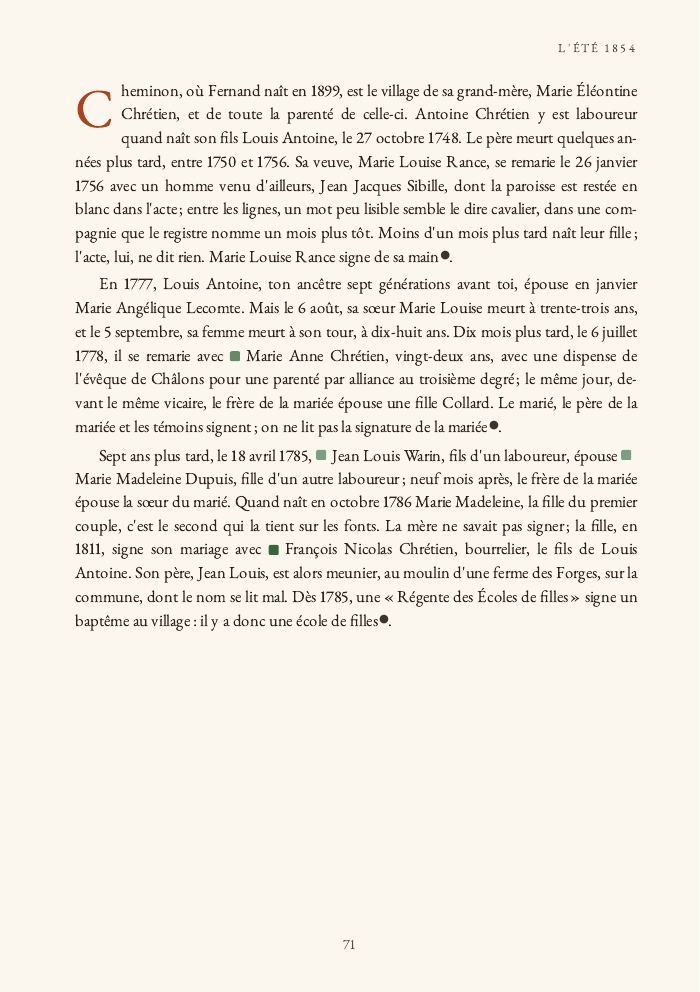 L'ÉTÉ 1854
Cheminon, où Fernand naît en 1899, est le village de sa grand-mère, Marie Éléontine
Chrétien, et de toute la parenté de celle-ci. Antoine Chrétien y est laboureur
quand naît son fils Louis Antoine, le 27 octobre 1748. Le père meurt quelques an-
nées plus tard, entre 1750 et 1756. Sa veuve, Marie Louise Rance, se remarie le 26 janvier
1756 avec un homme venu d'ailleurs, Jean Jacques Sibille, dont la paroisse est restée en
blanc dans l'acte ; entre les lignes, un mot peu lisible semble le dire cavalier, dans une com-
pagnie que le registre nomme un mois plus tôt. Moins d'un mois plus tard naît leur fille ;
l'acte, lui, ne dit rien. Marie Louise Rance signe de sa main●.
En 1777, Louis Antoine, ton ancêtre sept générations avant toi, épouse en janvier
Marie Angélique Lecomte. Mais le 6 août, sa sœur Marie Louise meurt à trente-trois ans,
et le 5 septembre, sa femme meurt à son tour, à dix-huit ans. Dix mois plus tard, le 6 juillet
1778, il se remarie avec ■ Marie Anne Chrétien, vingt-deux ans, avec une dispense de
l'évêque de Châlons pour une parenté par alliance au troisième degré ; le même jour, de-
vant le même vicaire, le frère de la mariée épouse une fille Collard. Le marié, le père de la
mariée et les témoins signent ; on ne lit pas la signature de la mariée●.
Sept ans plus tard, le 18 avril 1785, ■ Jean Louis Warin, fils d'un laboureur, épouse ■
Marie Madeleine Dupuis, fille d'un autre laboureur ; neuf mois après, le frère de la mariée
épouse la sœur du marié. Quand naît en octobre 1786 Marie Madeleine, la fille du premier
couple, c'est le second qui la tient sur les fonts. La mère ne savait pas signer ; la fille, en
1811, signe son mariage avec ■ François Nicolas Chrétien, bourrelier, le fils de Louis
Antoine. Son père, Jean Louis, est alors meunier, au moulin d'une ferme des Forges, sur la
commune, dont le nom se lit mal. Dès 1785, une « Régente des Écoles de filles » signe un
baptême au village : il y a donc une école de filles●.
71